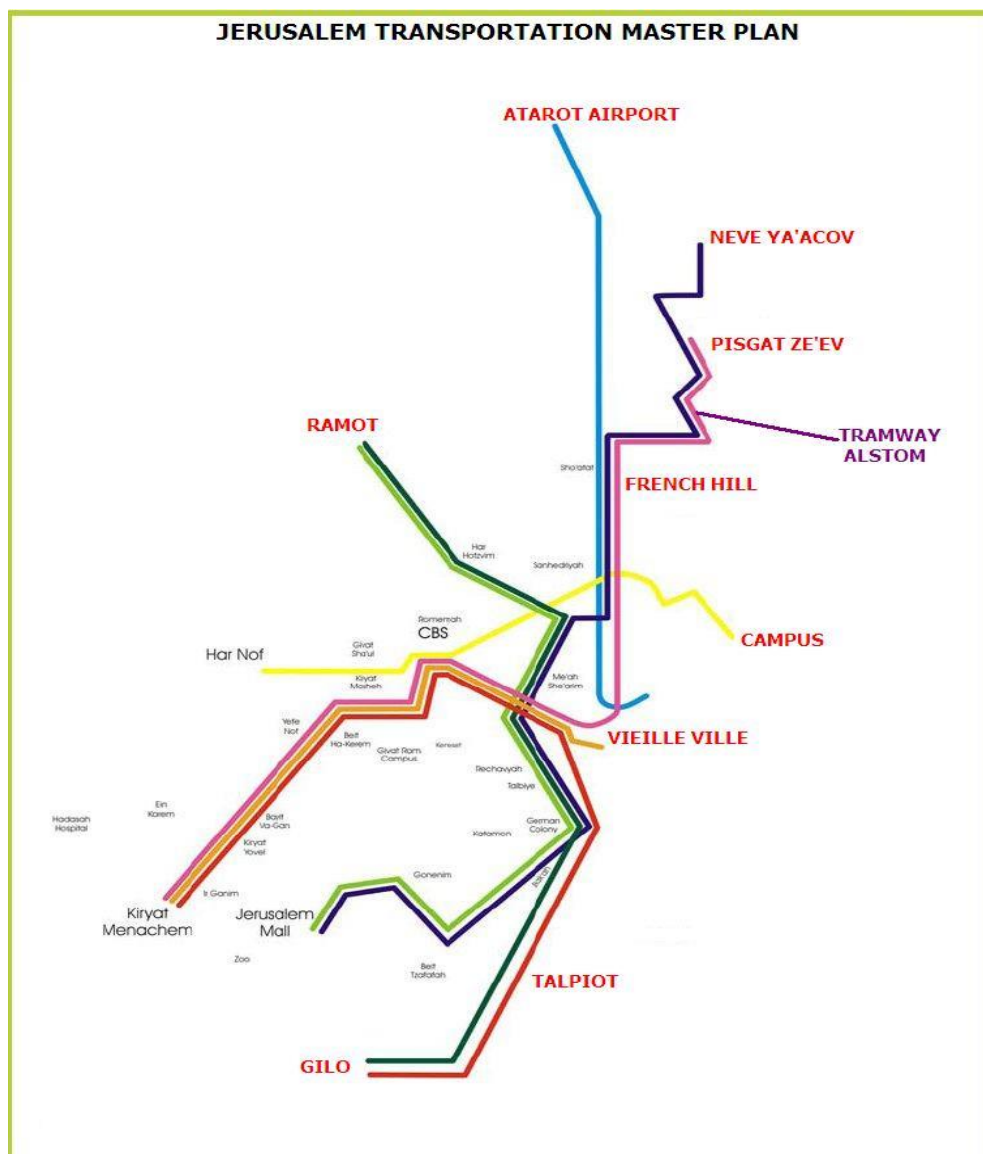 JERUSALEM TRANSPORTATION MASTER PLAN
ATAROT AIRPORT
NEVE YA'ACOV
PISGAT ZE'EV
RAMOT
TRAMWAY
ALSTOM
Sho'afat
FRENCH HILL
Har
Hotzvim
Sanhedriyah
Romemah
CBS
CAMPUS
Givat
Sha'ul
Har Nof
Kiryat
Mosheh
Me'ah
She'arim
Yefe
Nof
Beit
Ha-Kerem
Givat Ram
Campus
Keneset
VIEILLE VILLE
Rechavyah
Talbiye
Ein
Karem
Hadasah
Hospital
Bayit
Va-Gan
Kiryat
Yovel
Katamon
German
Colony
Gonenim
Ir Ganim
Kiryat
Menachem
Jerusalem
Mall
Zoo
Beit
Tzafafah
TALPIOT
GILO